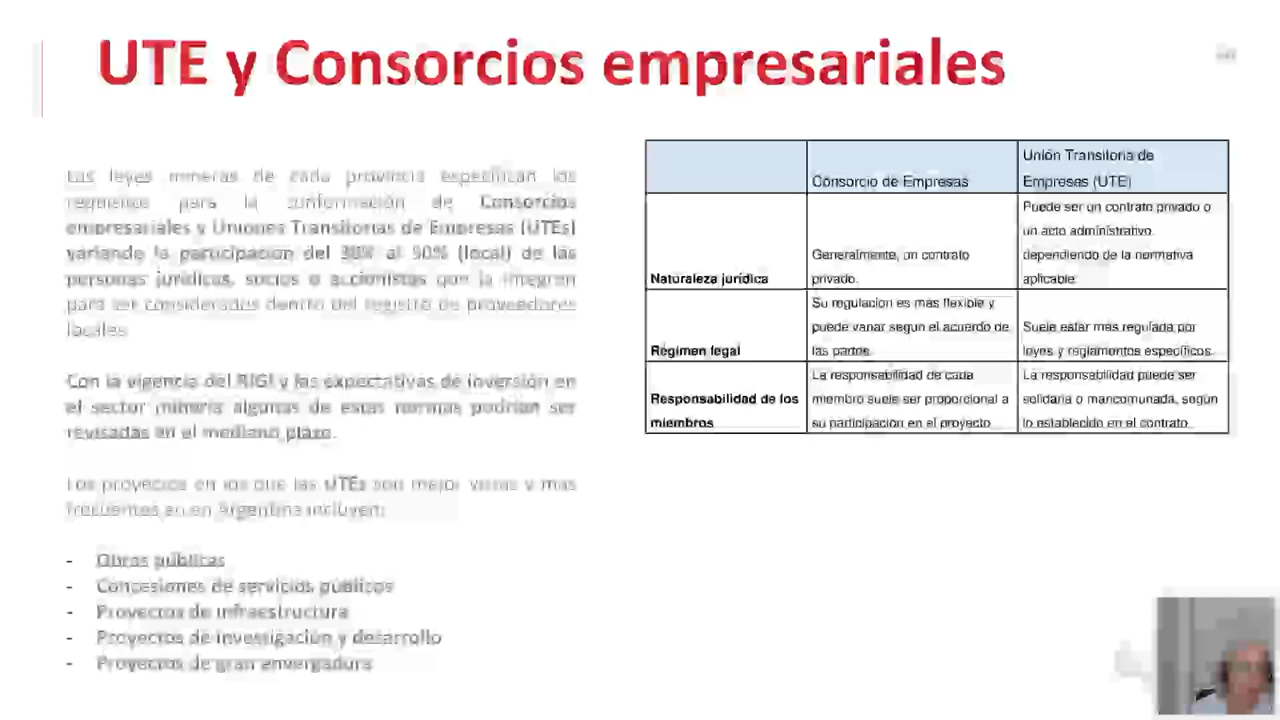 UTE y Consorcios empresariales
Las leyes mineras de cada provincia especifican los
requisitos para la conformación de Consorcios
empresariales y Uniones Transitorias de Empresas (UTEs)
variando la participación del 30% al 50% (local) de las
personas jurídicas, socios o accionistas que la integran
para ser considerados dentro del registro de proveedores
locales.
Con la vigencia del RIGI y las expectativas de inversión en
el sector minería algunas de estas normas podrían ser
revisadas en el mediano plazo.
Los proyectos en los que las UTEs son mejor vistas y más
frecuentes en Argentina incluyen:
- Obras públicas
- Concesiones de servicios públicos
- Proyectos de infraestructura
- Proyectos de investigación y desarrollo
- Proyectos de gran envergadura
Consorcio de Empresas
Unión Transitoria de
Empresas (UTE)
Naturaleza jurídica
Generalmente, un contrato
privado.
Puede ser un contrato privado o
un acto administrativo,
dependiendo de la normativa
aplicable.
Régimen legal
Su regulación es más flexible y
puede variar según el acuerdo de
las partes.
Suele estar más regulada por
leyes y reglamentos específicos.
Responsabilidad de los
miembros
La responsabilidad de cada
miembro suele ser proporcional a
su participación en el proyecto.
La responsabilidad puede ser
solidaria o mancomunada, según
lo establecido en el contrato.